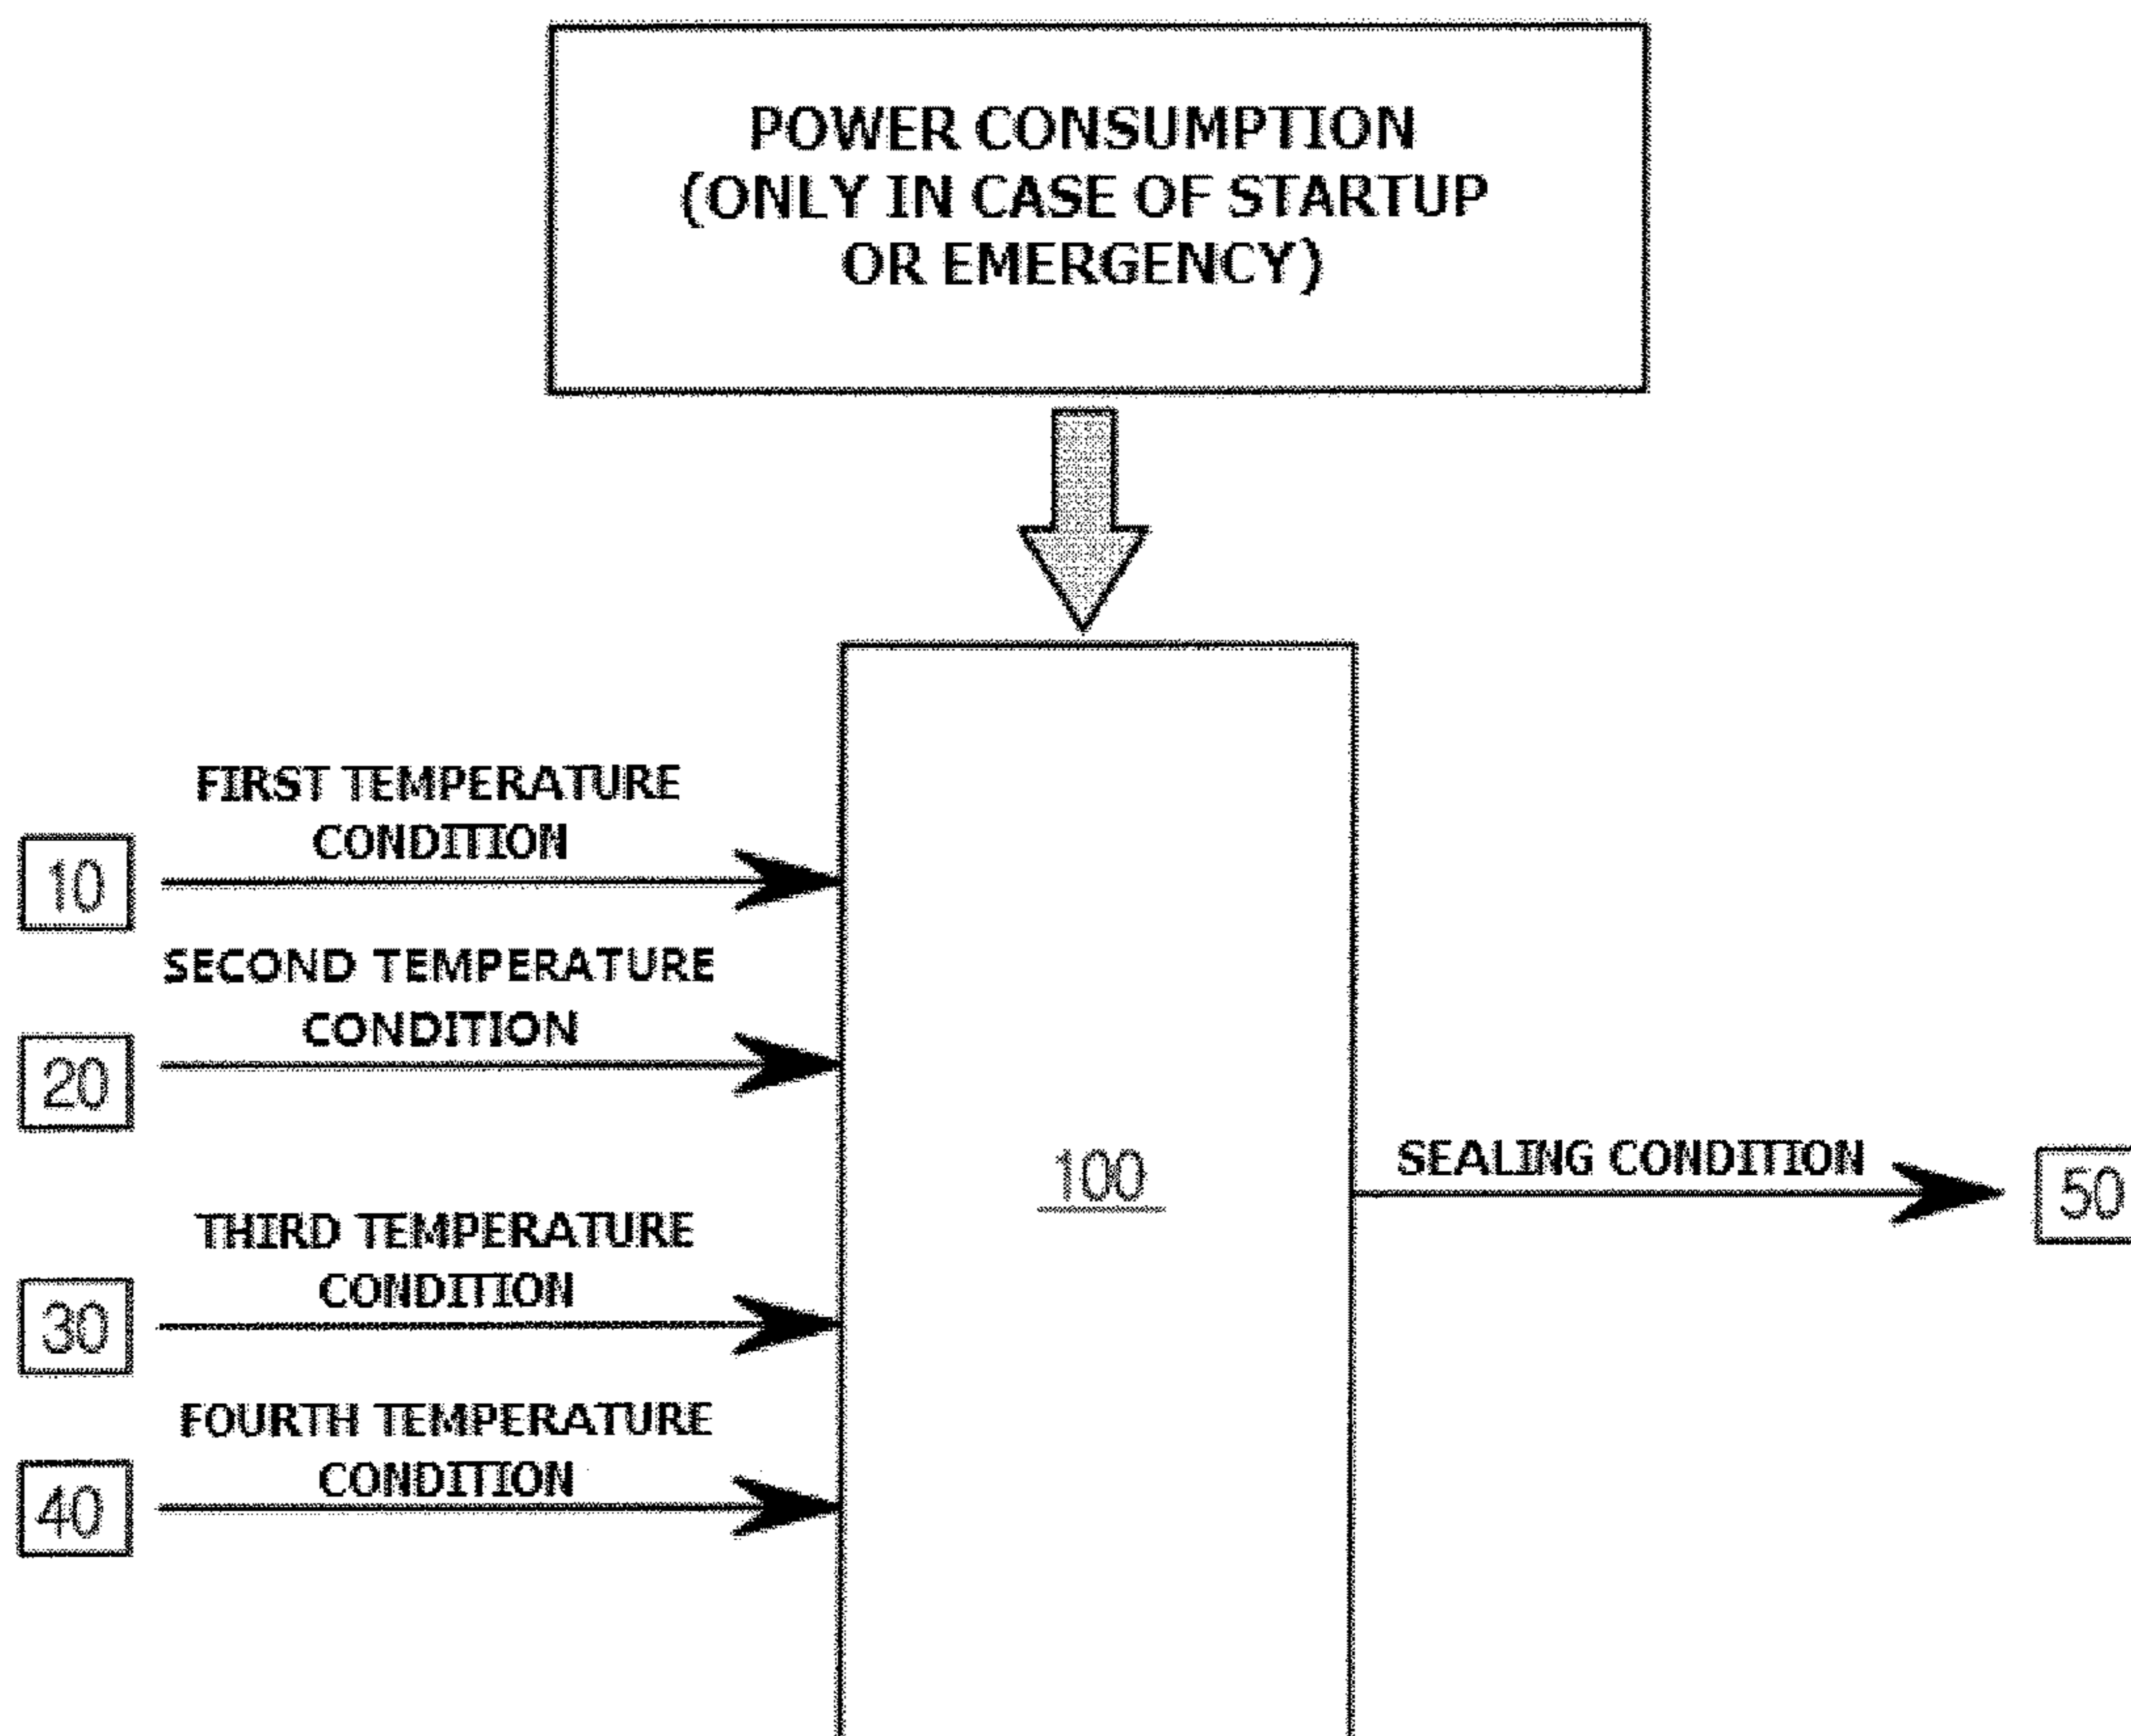 POWER CONSUMPTION
(ONLY IN CASE OF STARTUP
OR EMERGENCY)
FIRST TEMPERATURE
CONDITION
10
SECOND TEMPERATURE
CONDITION
20
THIRD TEMPERATURE
CONDITION
30
FOURTH TEMPERATURE
CONDITION
40
100
SEALING CONDITION
50